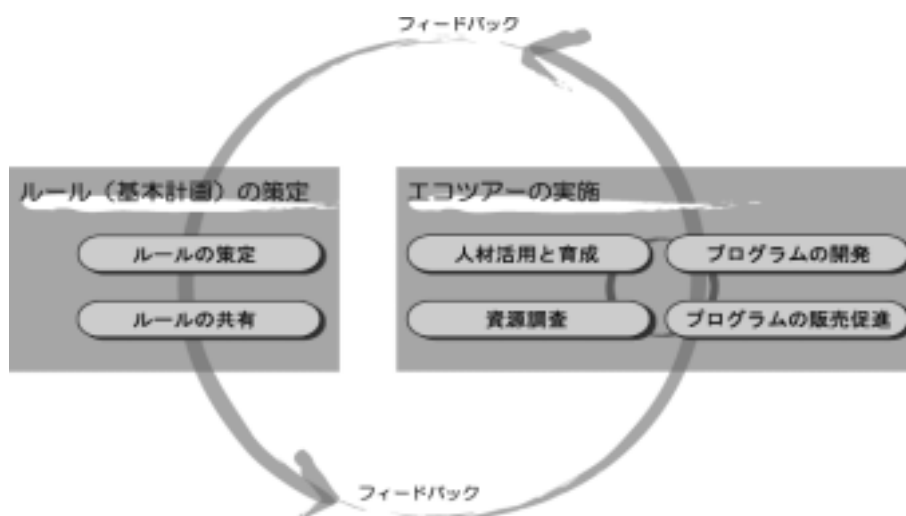 フィードバック
ルール（基本計画）の策定
ルールの策定
ルールの共有
エコツアーの実施
人材活用と育成
プログラムの開発
資源調査
プログラムの販売促進
フィードバック